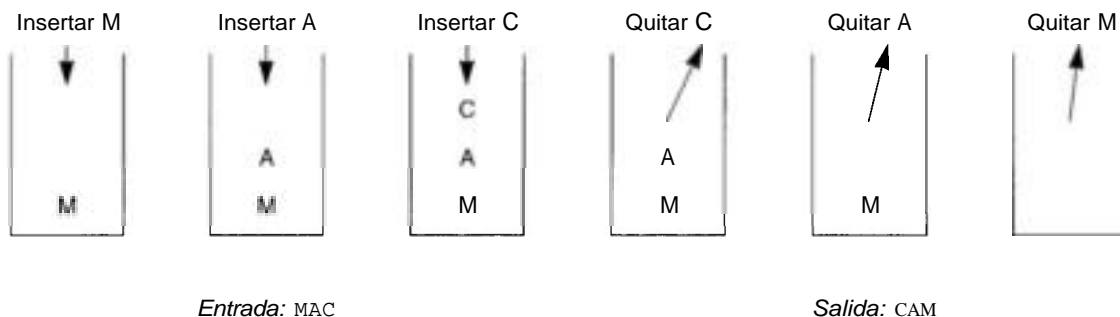 Insertar M Insertar A Insertar C Quitar C Quitar A Quitar M
C
A A A
M M M M M
Entrada: MAC Salida: CAM